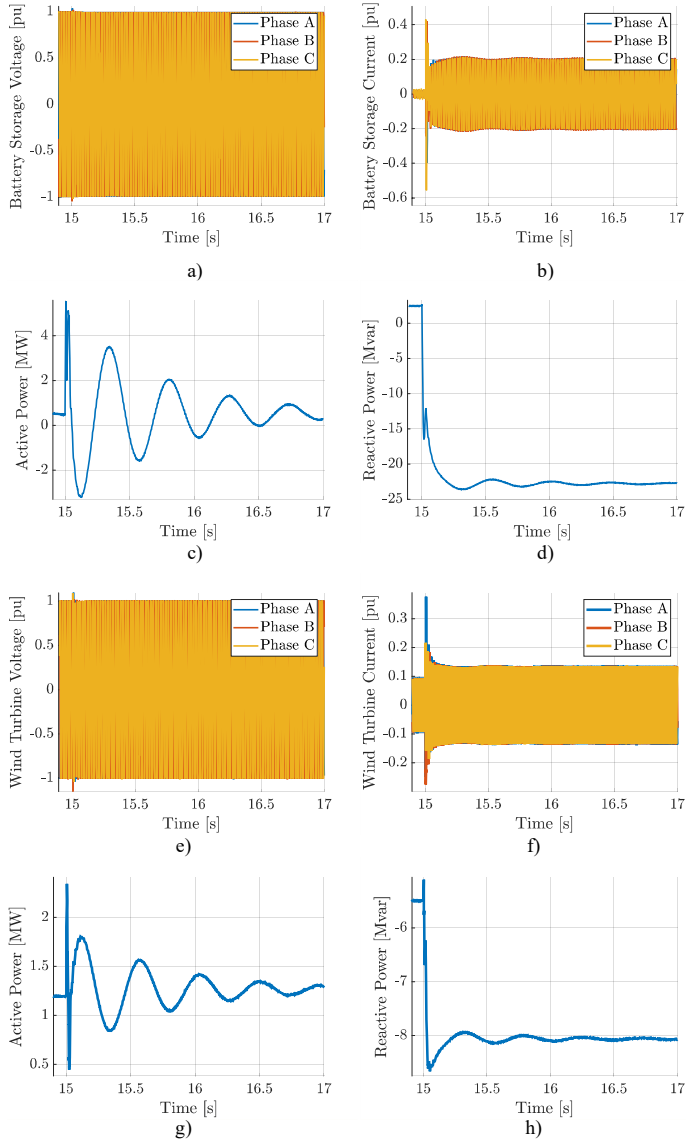 Battery Storage Voltage [pu]
1
0.5
0
-0.5
-1
Phase A
Phase B
Phase C
15
15.5
16
16.5
17
Time [s]
a)
Battery Storage Current [pu]
0.4
0.2
0
-0.2
-0.4
-0.6
Phase A
Phase B
Phase C
15
15.5
16
16.5
17
Time [s]
b)
Active Power [MW]
4
2
0
-2
15
15.5
16
16.5
17
Time [s]
c)
Reactive Power [Mvar]
0
-5
-10
-15
-20
-25
15
15.5
16
16.5
17
Time [s]
d)
Wind Turbine Voltage [pu]
1
0.5
0
-0.5
-1
Phase A
Phase B
Phase C
15
15.5
16
16.5
17
Time [s]
e)
Wind Turbine Current [pu]
0.3
0.2
0.1
0
-0.1
-0.2
Phase A
Phase B
Phase C
15
15.5
16
16.5
17
Time [s]
f)
Active Power [MW]
2
1.5
1
0.5
15
15.5
16
16.5
17
Time [s]
g)
Reactive Power [Mvar]
-6
-7
-8
15
15.5
16
16.5
17
Time [s]
h)